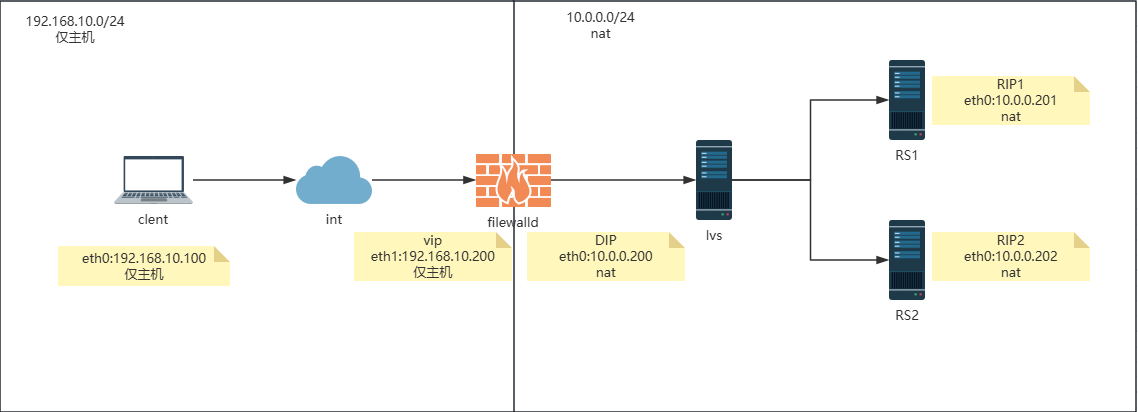 192.168.10.0/24
仅主机
10.0.0.0/24
nat
clent
eth0:192.168.10.100
仅主机
int
filewalld
vip
eth1:192.168.10.200
仅主机
DIP
eth0:10.0.0.200
nat
lvs
RS1
RIP1
eth0:10.0.0.201
nat
RS2
RIP2
eth0:10.0.0.202
nat